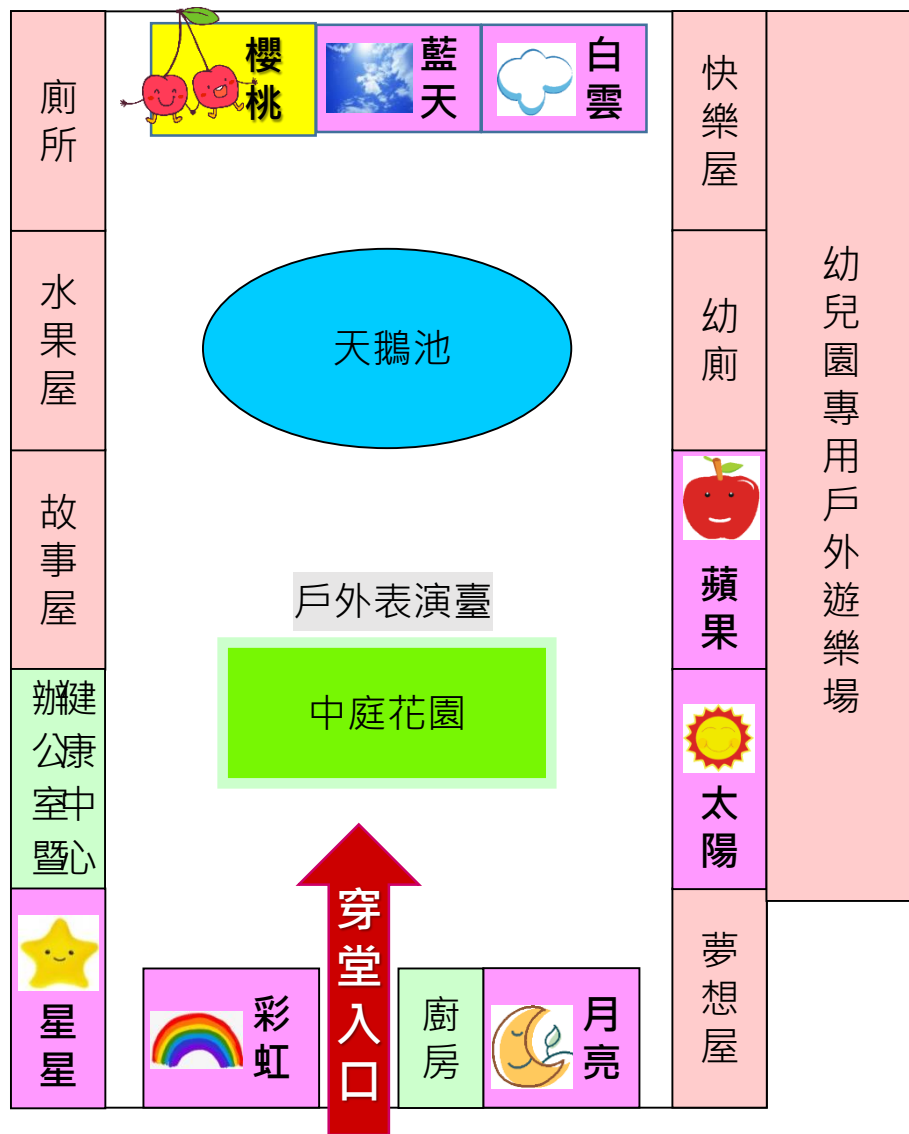 廁所
櫻桃
藍天
白雲
快樂屋
幼兒園專用戶外遊樂場
水果屋
天鵝池
幼廁
故事屋
蘋果
戶外表演臺
中庭花園
辦公室暨
健康中心
太陽
星星
彩虹
穿堂入口
廚房
月亮
夢想屋